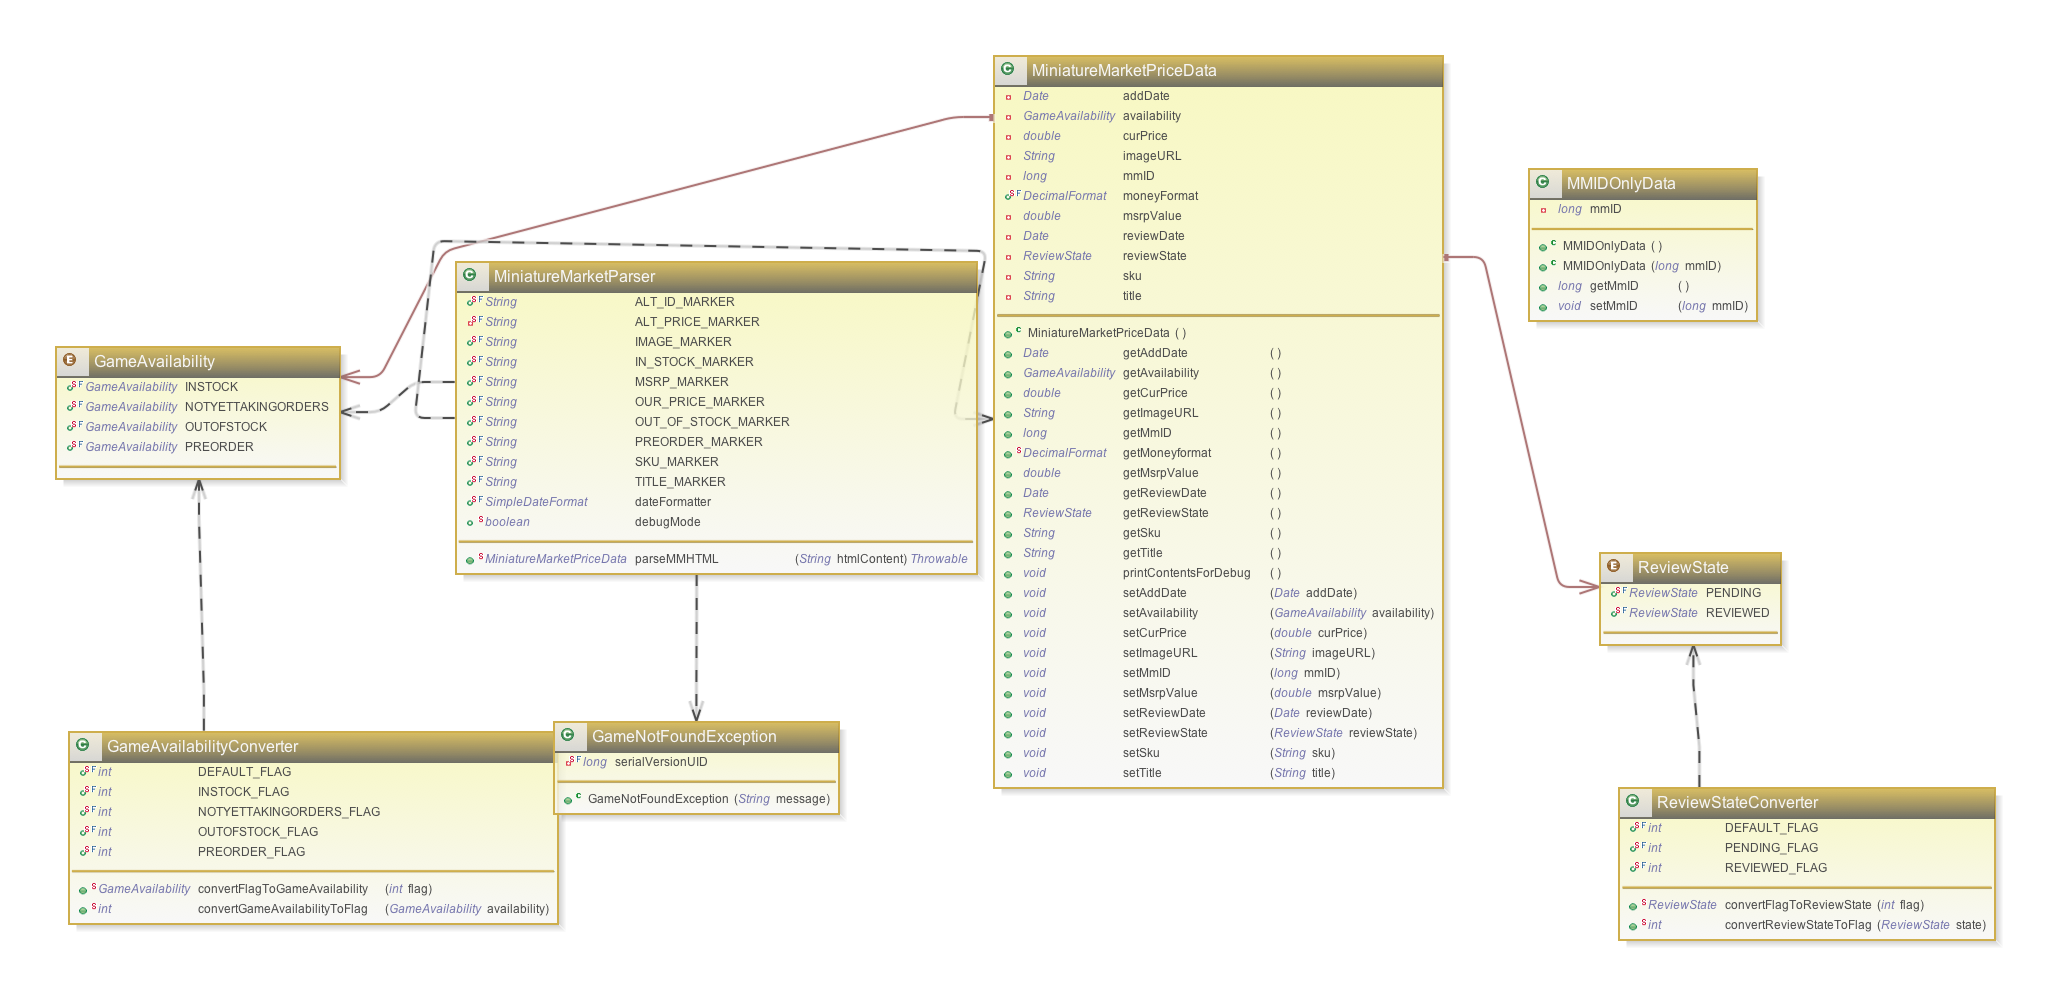 C MiniatureMarketPriceData
Date addDate
GameAvailability availability
double curPrice
String imageURL
long mmID
S F DecimalFormat moneyFormat
double msrpValue
Date reviewDate
ReviewState reviewState
String sku
String title
C MiniatureMarketPriceData ( )
Date getAddDate ( )
GameAvailability getAvailability ( )
double getCurPrice ( )
String getImageURL ( )
long getMmID ( )
S DecimalFormat getMoneyformat ( )
double getMsrpValue ( )
Date getReviewDate ( )
ReviewState getReviewState ( )
String getSku ( )
String getTitle ( )
void printContentsForDebug ( )
void setAddDate (Date addDate)
void setAvailability (GameAvailability availability)
void setCurPrice (double curPrice)
void setImageURL (String imageURL)
void setMmID (long mmID)
void setMsrpValue (double msrpValue)
void setReviewDate (Date reviewDate)
void setReviewState (ReviewState reviewState)
void setSku (String sku)
void setTitle (String title)
C MMIDOnlyData
long mmID
C MMIDOnlyData ( )
C MMIDOnlyData (long mmID)
long getMmID ( )
void setMmID (long mmID)
C MiniatureMarketParser
S F String ALT_ID_MARKER
S F String ALT_PRICE_MARKER
S F String IMAGE_MARKER
S F String IN_STOCK_MARKER
S F String MSRP_MARKER
S F String OUR_PRICE_MARKER
S F String OUT_OF_STOCK_MARKER
S F String PREORDER_MARKER
S F String SKU_MARKER
S F String TITLE_MARKER
S F SimpleDateFormat dateFormatter
S boolean debugMode
S MiniatureMarketPriceData parseMMHTML (String htmlContent) Throwable
E GameAvailability
S F GameAvailability INSTOCK
S F GameAvailability NOTYETTAKINGORDERS
S F GameAvailability OUTOFSTOCK
S F GameAvailability PREORDER
E ReviewState
S F ReviewState PENDING
S F ReviewState REVIEWED
C GameAvailabilityConverter
S F int DEFAULT_FLAG
S F int INSTOCK_FLAG
S F int NOTYETTAKINGORDERS_FLAG
S F int OUTOFSTOCK_FLAG
S F int PREORDER_FLAG
S GameAvailability convertFlagToGameAvailability (int flag)
S int convertGameAvailabilityToFlag (GameAvailability availability)
C GameNotFoundException
S F long serialVersionUID
C GameNotFoundException (String message)
C ReviewStateConverter
S F int DEFAULT_FLAG
S F int PENDING_FLAG
S F int REVIEWED_FLAG
S ReviewState convertFlagToReviewState (int flag)
S int convertReviewStateToFlag (ReviewState state)